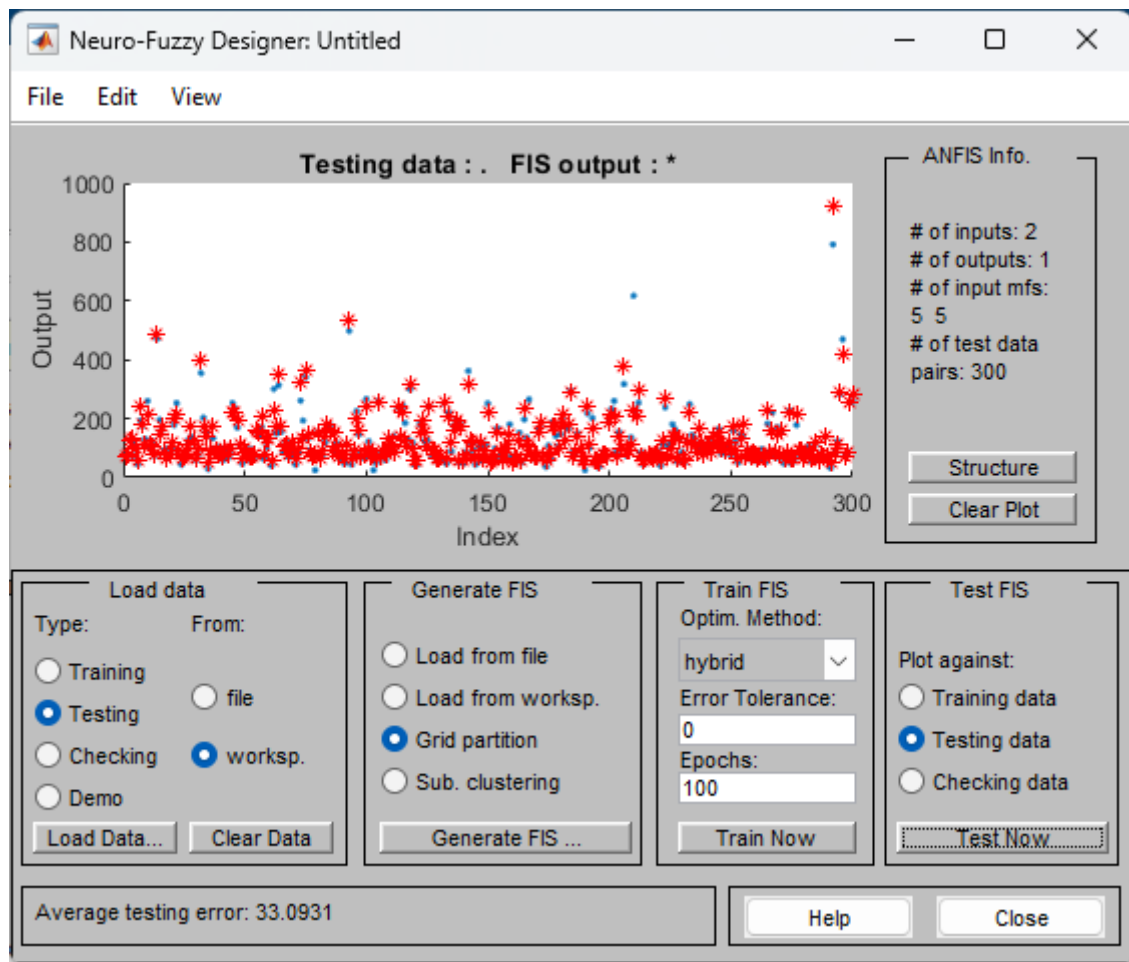 Neuro-Fuzzy Designer: Untitled
File Edit View
Testing data : . FIS output : *
1000
800
600
400
200
0
Output
0 50 100 150 200 250 300
Index
ANFIS Info.
# of inputs: 2
# of outputs: 1
# of input mfs:
5 5
# of test data
pairs: 300
Structure
Clear Plot
Load data
Type: From:
Training
Testing
Checking
Demo
file
worksp.
Load Data... Clear Data
Generate FIS
Load from file
Load from worksp.
Grid partition
Sub. clustering
Generate FIS ...
Train FIS
Optim. Method:
hybrid
Error Tolerance:
0
Epochs:
100
Train Now
Test FIS
Plot against:
Training data
Testing data
Checking data
Test Now
Average testing error: 33.0931
Help Close